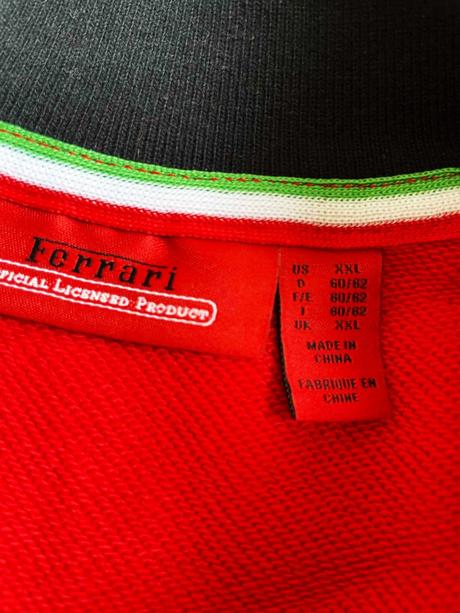 Ferrari
FICIAL LICENSED PRODUCT
US XXL
D 60/62
F/E 60/62
I 60/62
UK XXL
MADE IN
CHINA
FABRIQUE EN
CHINE